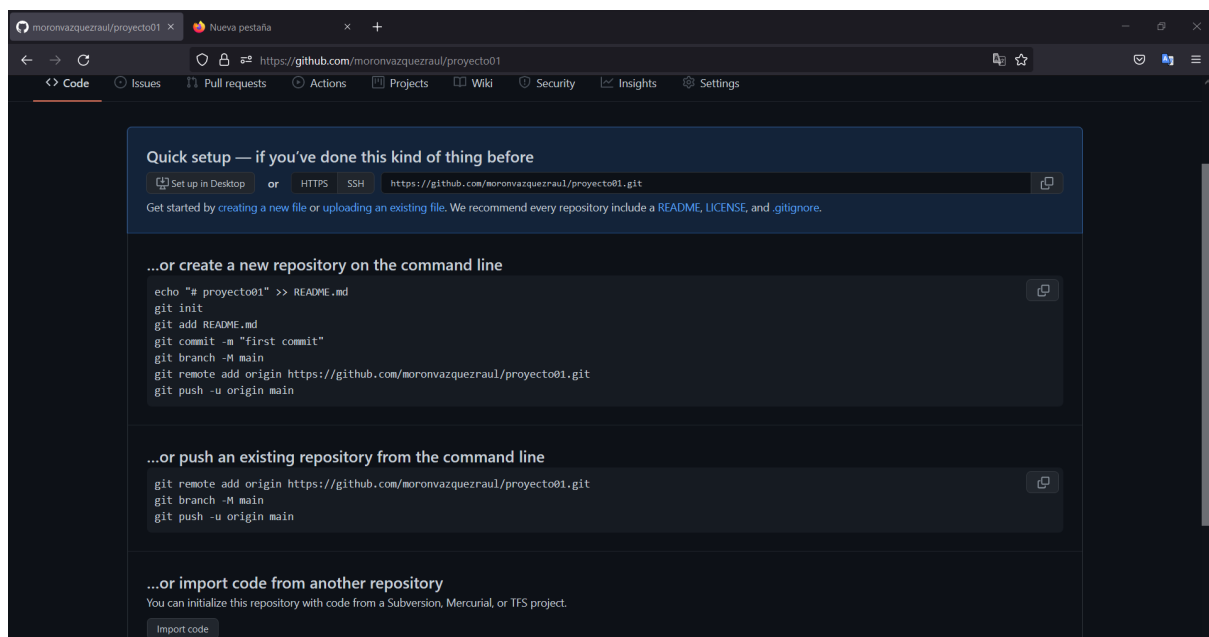 moronvazquezraul/proyecto01
Nueva pestaña
https://github.com/moronvazquezraul/proyecto01
Code Issues Pull requests Actions Projects Wiki Security Insights Settings
Quick setup — if you’ve done this kind of thing before
Set up in Desktop or HTTPS SSH https://github.com/moronvazquezraul/proyecto01.git
Get started by creating a new file or uploading an existing file. We recommend every repository include a README, LICENSE, and .gitignore.
…or create a new repository on the command line
echo "# proyecto01" >> README.md
git init
git add README.md
git commit -m "first commit"
git branch -M main
git remote add origin https://github.com/moronvazquezraul/proyecto01.git
git push -u origin main
…or push an existing repository from the command line
git remote add origin https://github.com/moronvazquezraul/proyecto01.git
git branch -M main
git push -u origin main
…or import code from another repository
You can initialize this repository with code from a Subversion, Mercurial, or TFS project.
Import code